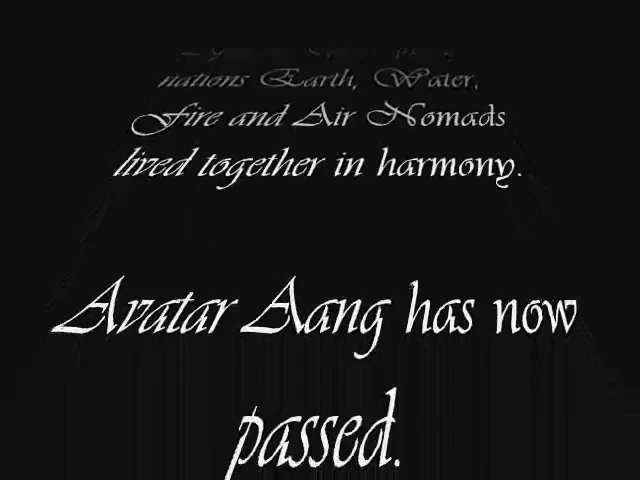 nations Earth, Water,
Fire and Air Nomads
lived together in harmony.
Avatar Aang has now
passed.